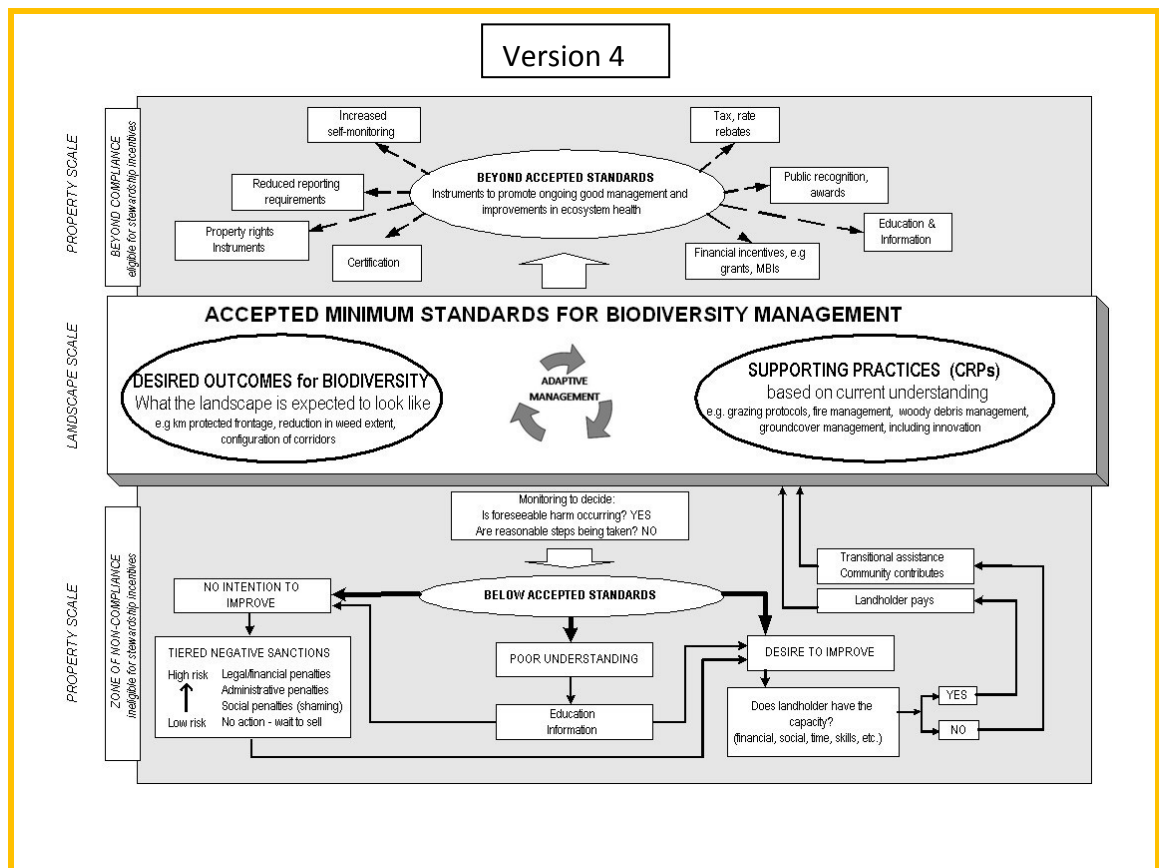 Version 4
PROPERTY SCALE
BEYOND COMPLIANCE
eligible for stewardship incentives
Increased
self-monitoring
Tax, rate
rebates
BEYOND ACCEPTED STANDARDS
Instruments to promote ongoing good management and
improvements in ecosystem health
Reduced reporting
requirements
Public recognition,
awards
Property rights
Instruments
Education &
Information
Certification
Financial incentives, e.g
grants, MBIs
LANDSCAPE SCALE
ACCEPTED MINIMUM STANDARDS FOR BIODIVERSITY MANAGEMENT
DESIRED OUTCOMES for BIODIVERSITY
What the landscape is expected to look like
e.g km protected frontage, reduction in weed extent,
configuration of corridors
ADAPTIVE
MANAGEMENT
SUPPORTING PRACTICES (CRPs)
based on current understanding
e.g. grazing protocols, fire management, woody debris management,
groundcover management, including innovation
PROPERTY SCALE
ZONE OF NON-COMPLIANCE
ineligible for stewardship incentives
Monitoring to decide:
Is foreseeable harm occurring? YES
Are reasonable steps being taken? NO
Transitional assistance
Community contributes
Landholder pays
NO INTENTION TO
IMPROVE
BELOW ACCEPTED STANDARDS
TIERED NEGATIVE SANCTIONS
High risk
Legal/financial penalties
Administrative penalties
Social penalties (shaming)
Low risk
No action - wait to sell
POOR UNDERSTANDING
DESIRE TO IMPROVE
Education
Information
Does landholder have the
capacity?
(financial, social, time, skills, etc.)
YES
NO